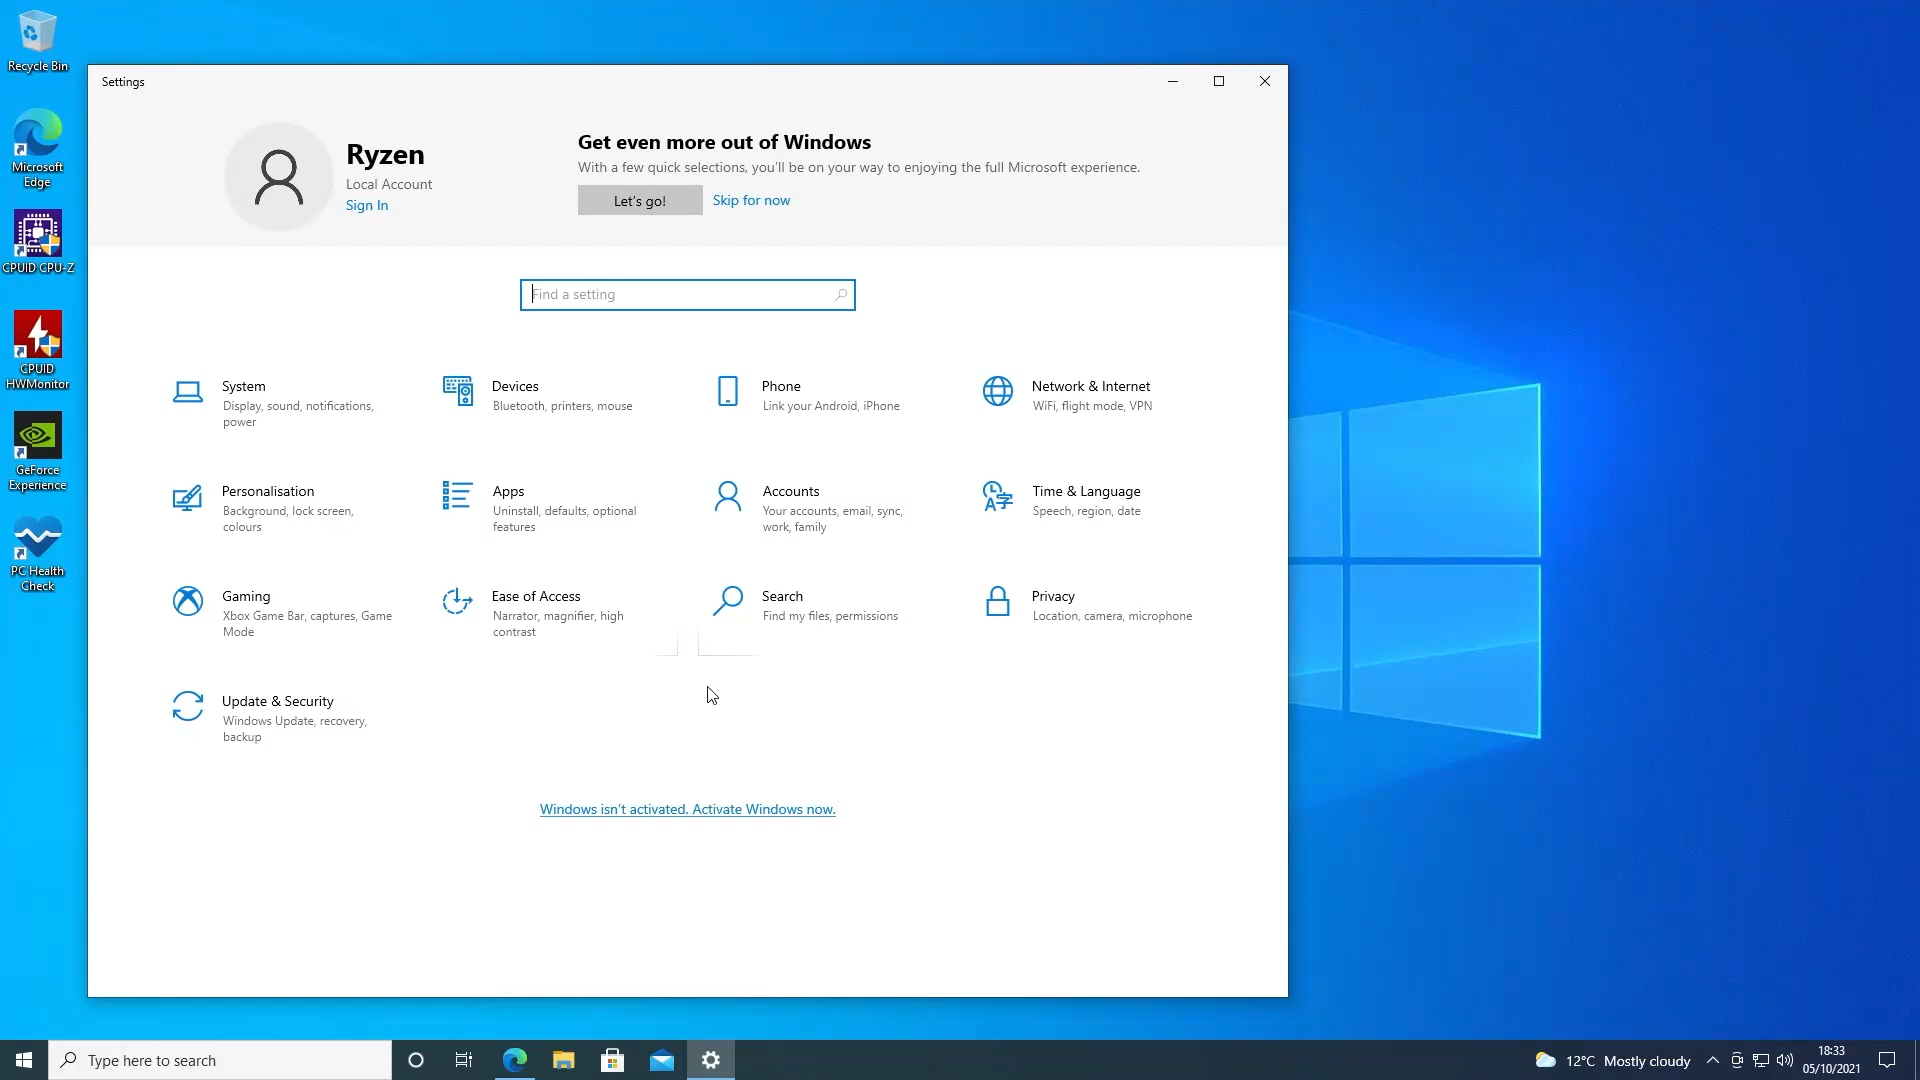 Recycle Bin
Microsoft
Edge
CPUID CPU-Z
CPUID
HWMonitor
GeForce
Experience
PC Health
Check
Settings
Ryzen
Local Account
Sign In
Get even more out of Windows
With a few quick selections, you'll be on your way to enjoying the full Microsoft experience.
Let's go!
Skip for now
Find a setting
System
Display, sound, notifications,
power
Devices
Bluetooth, printers, mouse
Phone
Link your Android, iPhone
Network & Internet
WiFi, flight mode, VPN
Personalisation
Background, lock screen,
colours
Apps
Uninstall, defaults, optional
features
Accounts
Your accounts, email, sync,
work, family
Time & Language
Speech, region, date
Gaming
Xbox Game Bar, captures, Game
Mode
Ease of Access
Narrator, magnifier, high
contrast
Search
Find my files, permissions
Privacy
Location, camera, microphone
Update & Security
Windows Update, recovery,
backup
Windows isn't activated. Activate Windows now.
Type here to search
12°C Mostly cloudy
18:33
05/10/2021